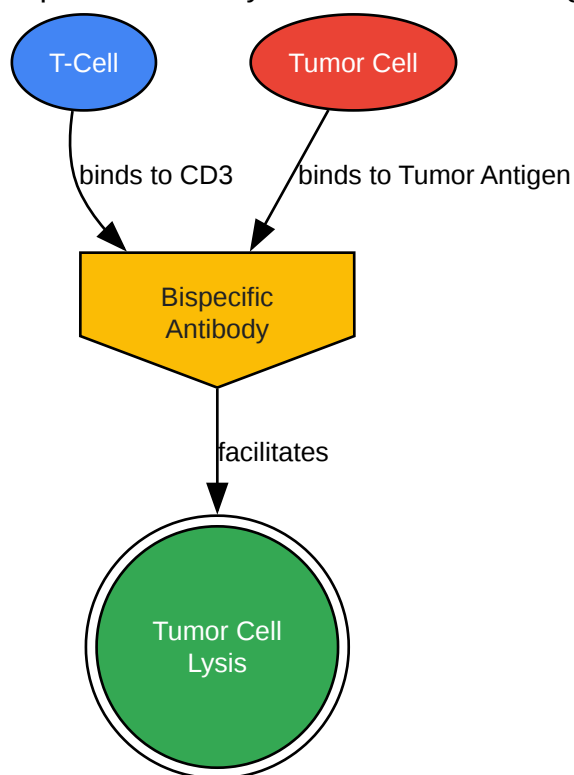 T-Cell
Tumor Cell
binds to CD3
binds to Tumor Antigen
Bispecific
Antibody
facilitates
Tumor Cell
Lysis